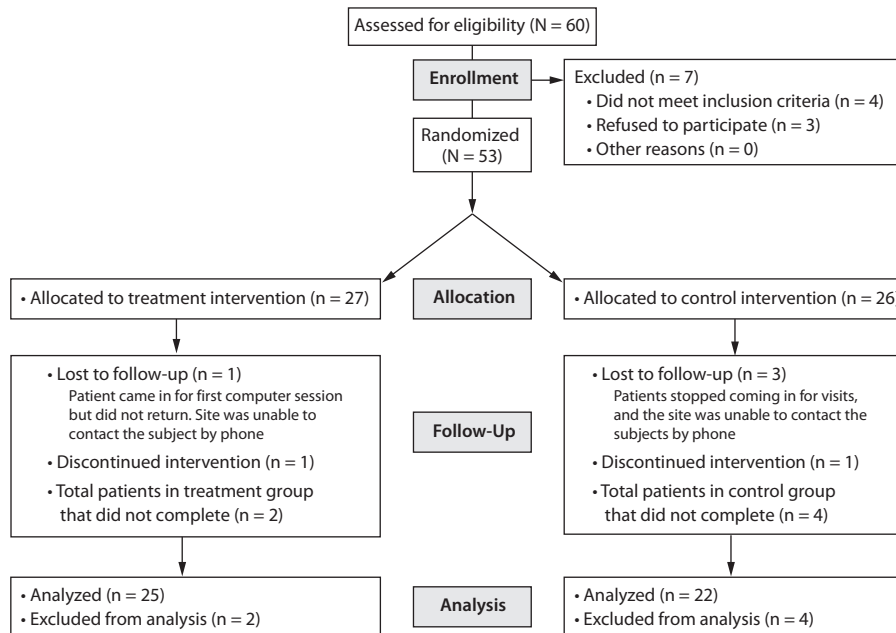 Assessed for eligibility (N = 60)
Enrollment
Excluded (n = 7)
• Did not meet inclusion criteria (n = 4)
• Refused to participate (n = 3)
• Other reasons (n = 0)
Randomized
(N = 53)
• Allocated to treatment intervention (n = 27)
Allocation
• Allocated to control intervention (n = 26)
• Lost to follow-up (n = 1)
Patient came in for first computer session
but did not return. Site was unable to
contact the subject by phone
• Discontinued intervention (n = 1)
• Total patients in treatment group
that did not complete (n = 2)
Follow-Up
• Lost to follow-up (n = 3)
Patients stopped coming in for visits,
and the site was unable to contact the
subjects by phone
• Discontinued intervention (n = 1)
• Total patients in control group
that did not complete (n = 4)
• Analyzed (n = 25)
• Excluded from analysis (n = 2)
Analysis
• Analyzed (n = 22)
• Excluded from analysis (n = 4)